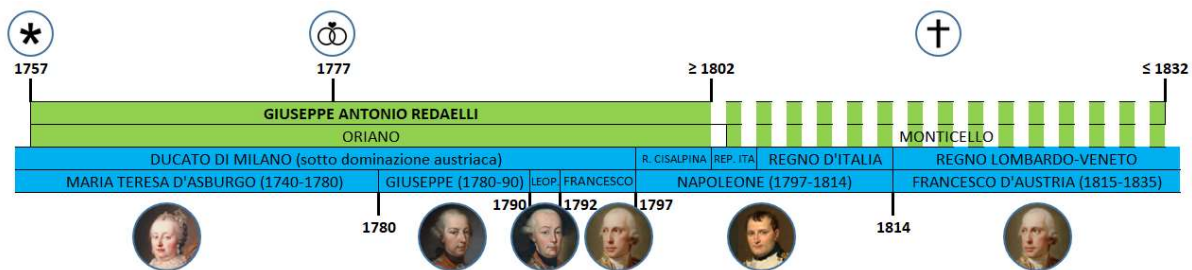 1757 1777 ≥ 1802 ≤ 1832
GIUSEPPE ANTONIO REDAELLI
ORIANO MONTICELLO
DUCATO DI MILANO (sotto dominazione austriaca) R. CISALPINA REP. ITA REGNO D'ITALIA REGNO LOMBARDO-VENETO
MARIA TERESA D'ASBURGO (1740-1780) GIUSEPPE (1780-90) LEOP. FRANCESCO NAPOLEONE (1797-1814) FRANCESCO D'AUSTRIA (1815-1835)
1780 1790 1792 1797 1814